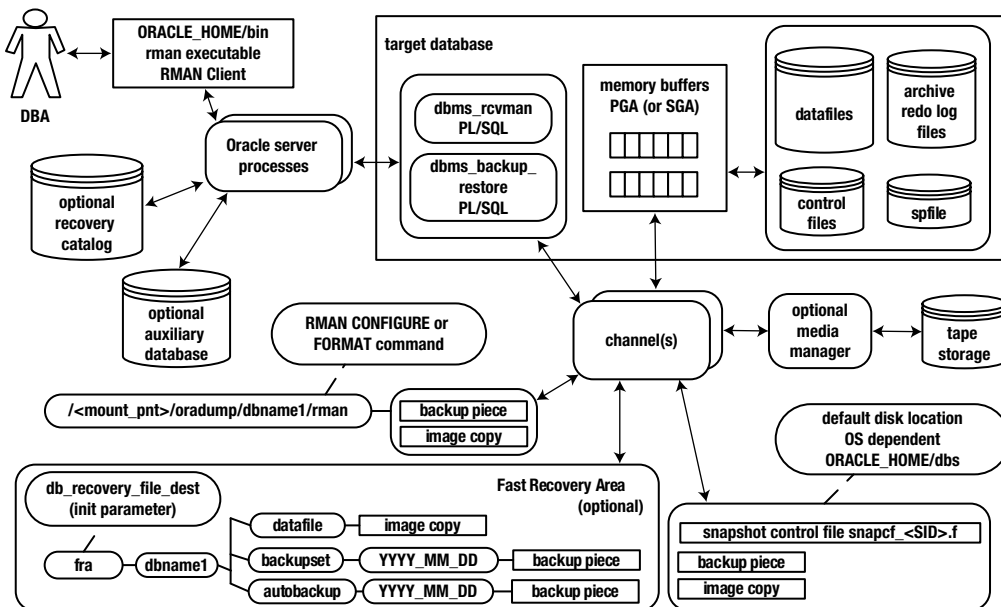 ORACLE_HOME/bin
rman executable
RMAN Client
DBA
Oracle server
processes
optional
recovery
catalog
optional
auxiliary
database
target database
dbms_rcvman
PL/SQL
dbms_backup_
restore
PL/SQL
memory buffers
PGA (or SGA)
datafiles
archive
redo log
files
control
files
spfile
channel(s)
optional
media
manager
tape
storage
RMAN CONFIGURE or
FORMAT command
/<mount_pnt>/oradump/dbname1/rman
backup piece
image copy
default disk location
OS dependent
ORACLE_HOME/dbs
snapshot control file snapcf_<SID>.f
backup piece
image copy
Fast Recovery Area
(optional)
db_recovery_file_dest
(init parameter)
fra
dbname1
datafile
image copy
backupset
YYYY_MM_DD
backup piece
autobackup
YYYY_MM_DD
backup piece